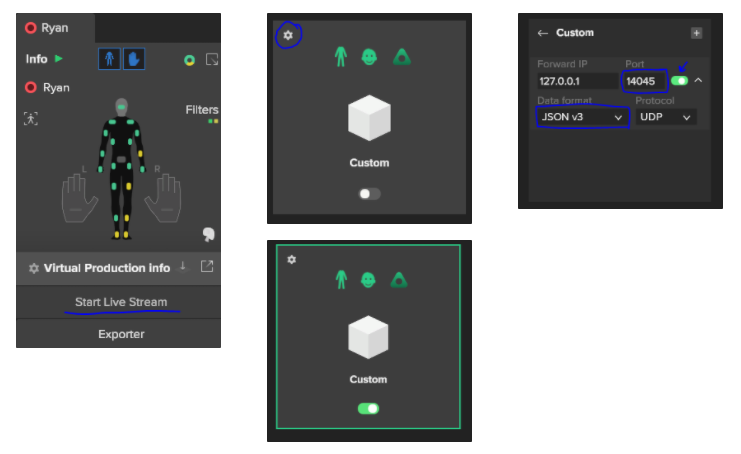 Ryan
Info
Ryan
Filters
L
R
Virtual Production Info
Start Live Stream
Exporter
Custom
Custom
Custom
Forward IP
Port
127.0.0.1
14045
Data format
Protocol
JSON v3
UDP